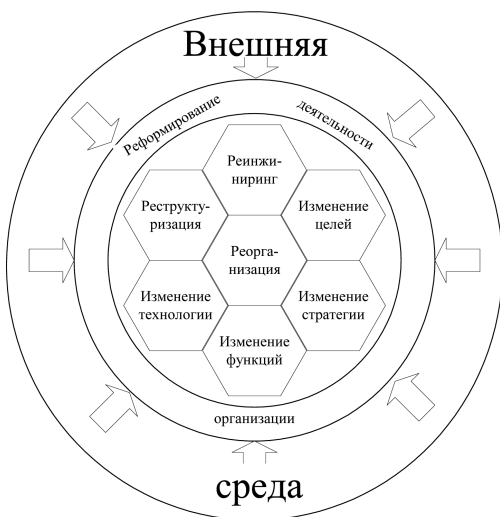 Внешняя
Реформирование
деятельности
Реинжи-
ниринг
Реструкту-
ризация
Изменение
целей
Реорга-
низация
Изменение
технологии
Изменение
стратегии
Изменение
функций
организации
среда